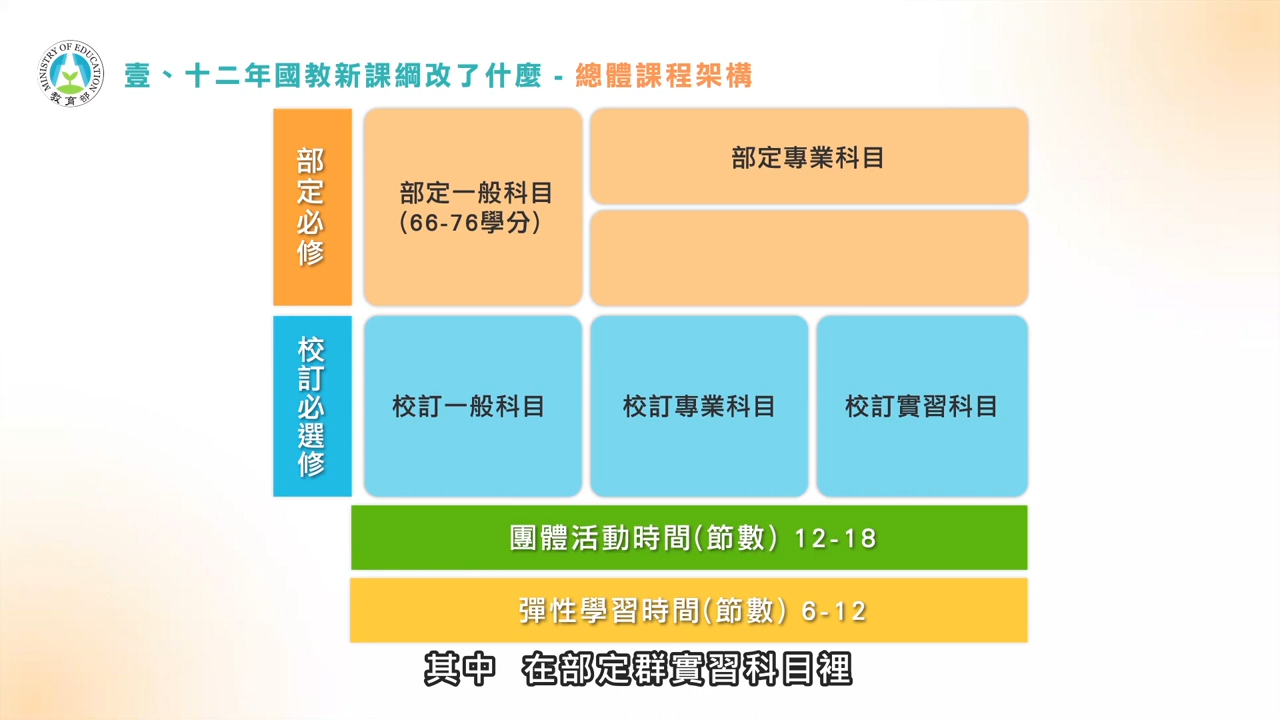 MINISTRY OF EDUCATION
教育部
壹、十二年國教新課綱改了什麼 - 總體課程架構
部定必修
部定一般科目
(66-76學分)
部定專業科目
校訂必選修
校訂一般科目
校訂專業科目
校訂實習科目
團體活動時間(節數) 12-18
彈性學習時間(節數) 6-12
其中 在部定群實習科目裡